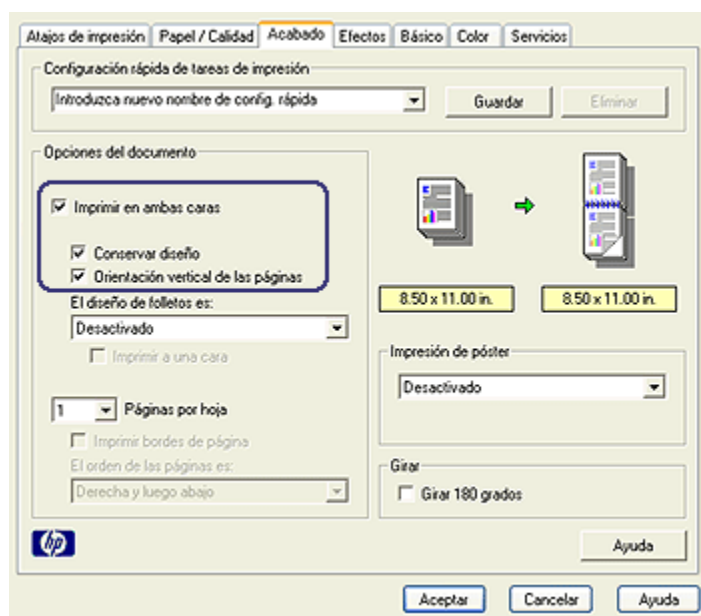 Atajos de impresión Papel / Calidad Acabado Efectos Básico Color Servicios
Configuración rápida de tareas de impresión
Introduzca nuevo nombre de config. rápida Guardar Eliminar
Opciones del documento
Imprimir en ambas caras
Conservar diseño
Orientación vertical de las páginas
El diseño de folletos es:
Desactivado
Imprimir a una cara
1 Páginas por hoja
Imprimir bordes de página
El orden de las páginas es:
Derecha y luego abajo
8.50 x 11.00 in. 8.50 x 11.00 in.
Impresión de póster
Desactivado
Girar
Girar 180 grados
hp
Ayuda
Aceptar Cancelar Ayuda